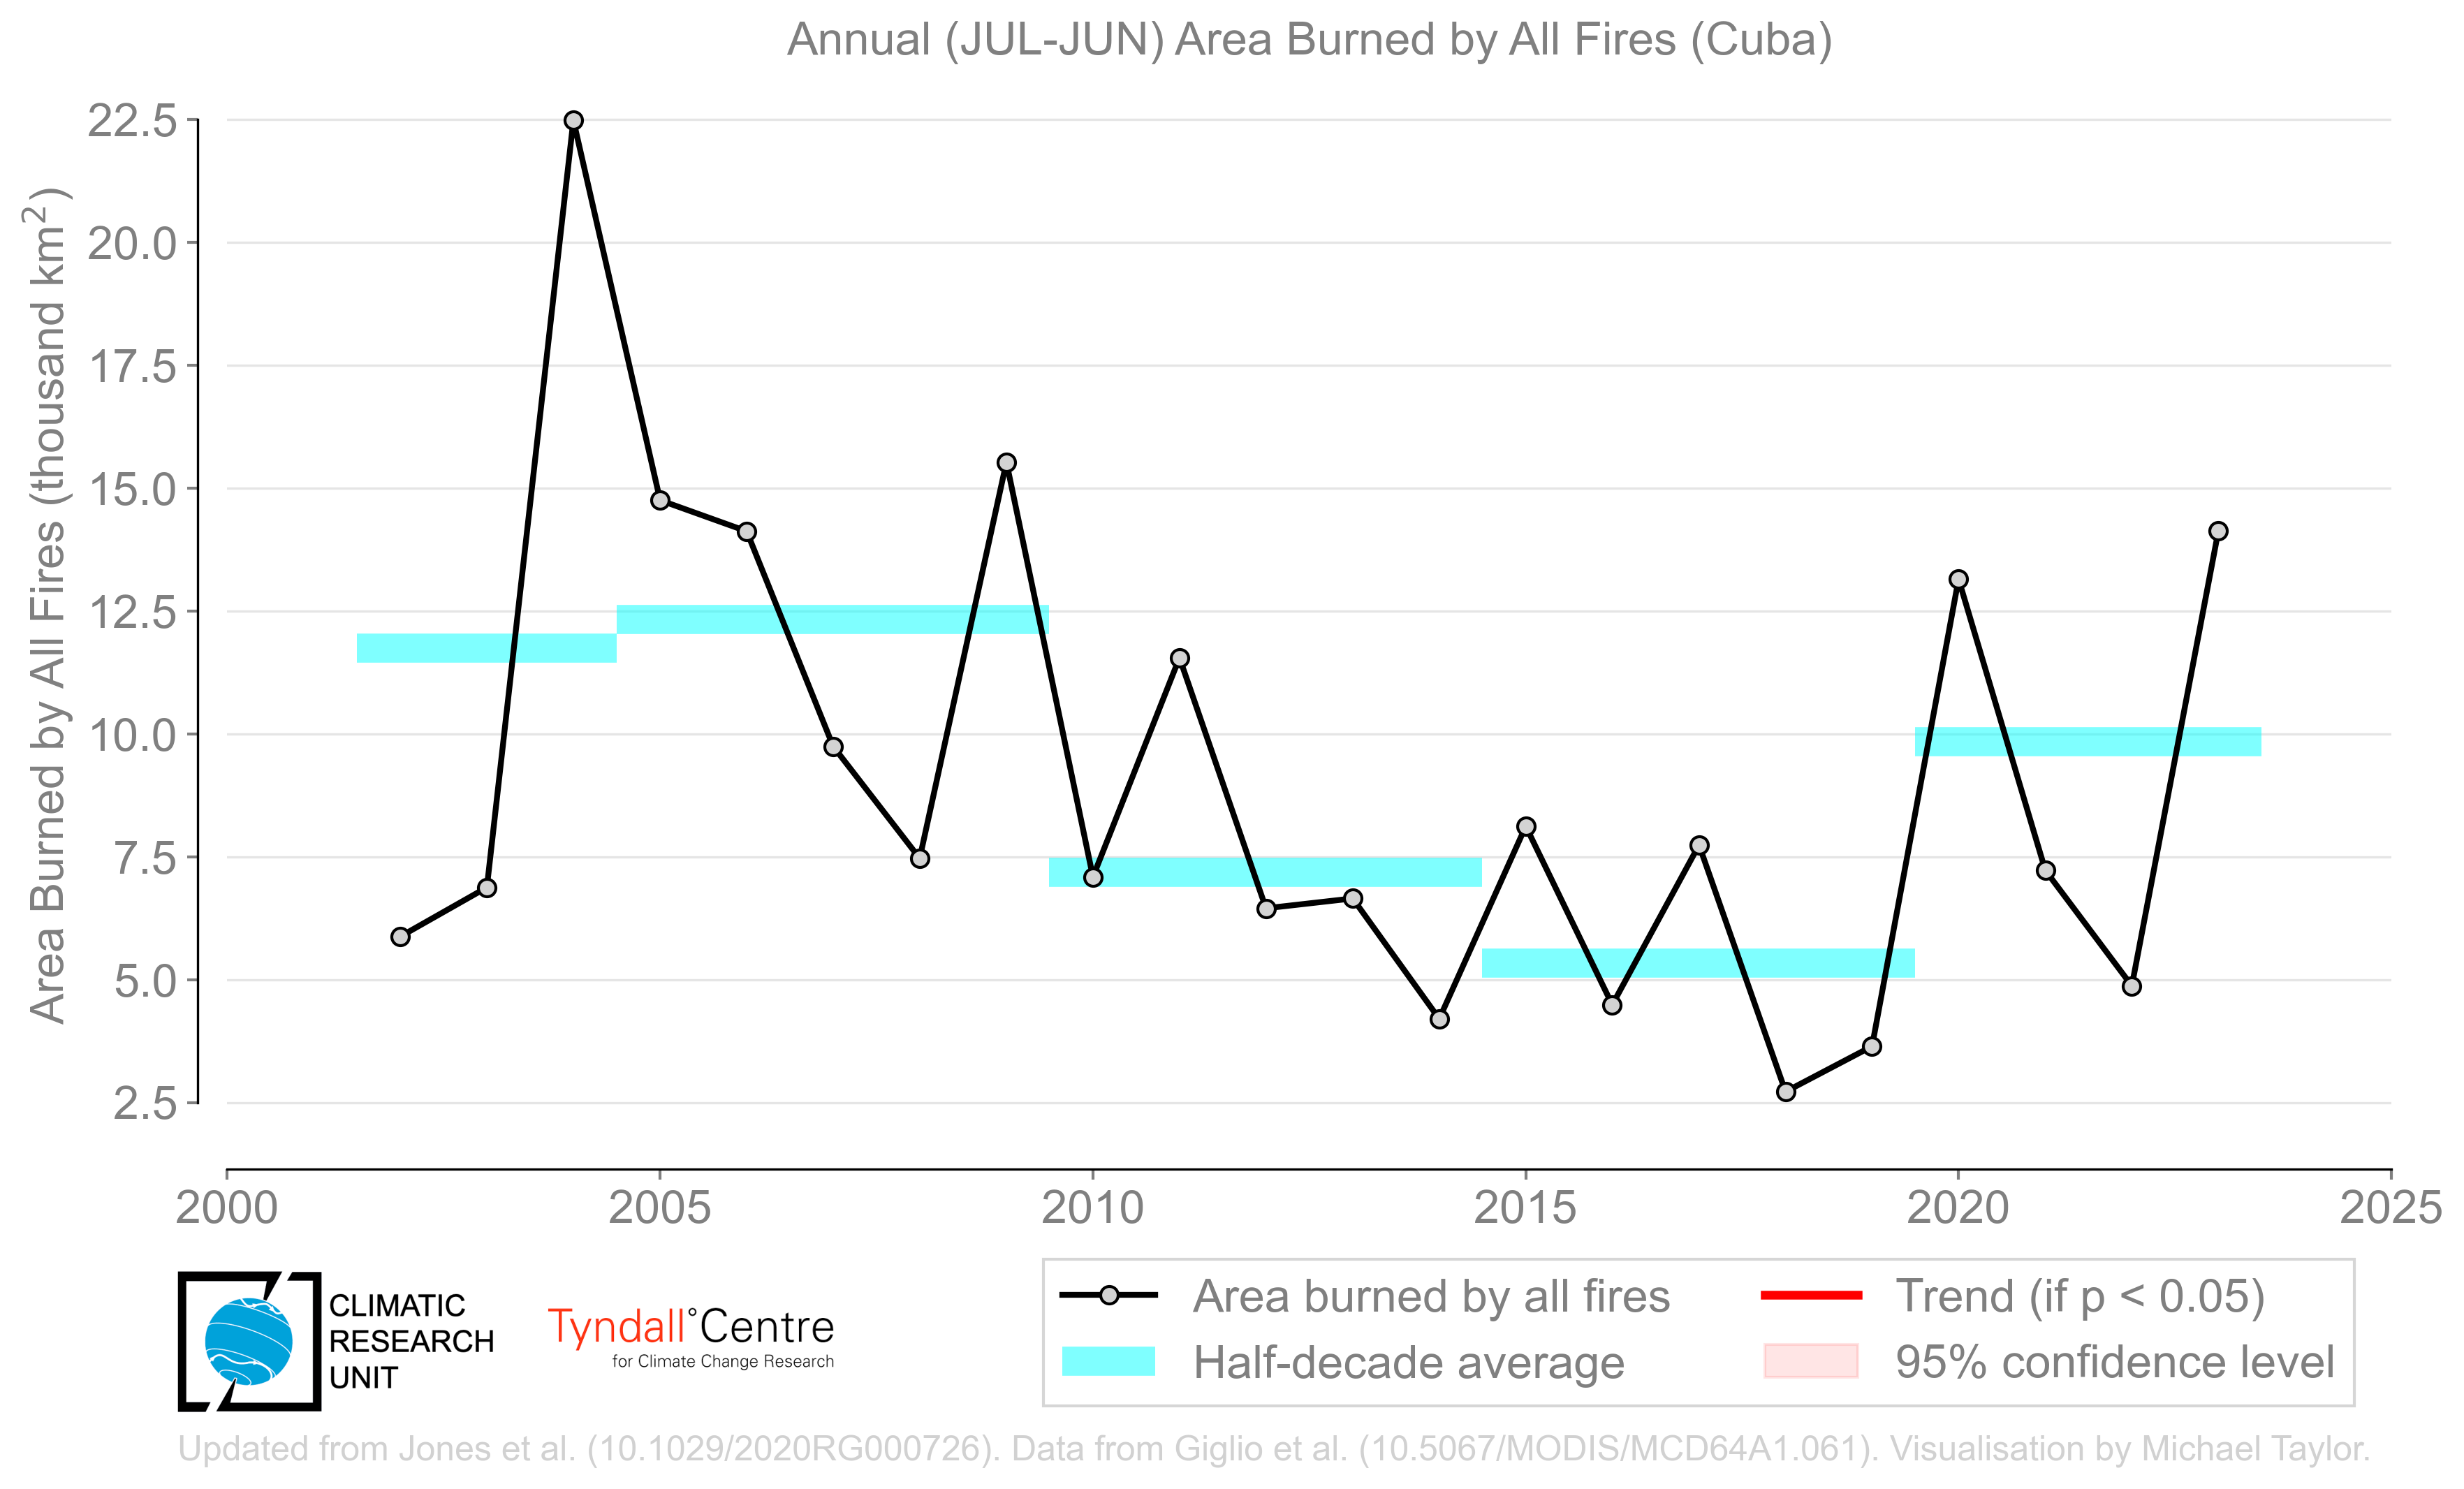 Annual (JUL-JUN) Area Burned by All Fires (Cuba)
Area Burned by All Fires (thousand km²)
22.5
20.0
17.5
15.0
12.5
10.0
7.5
5.0
2.5
2000 2005 2010 2015 2020 2025
CLIMATIC
RESEARCH
UNIT
Tyndall°Centre
for Climate Change Research
Area burned by all fires
Half-decade average
Trend (if p < 0.05)
95% confidence level
Updated from Jones et al. (10.1029/2020RG000726). Data from Giglio et al. (10.5067/MODIS/MCD64A1.061). Visualisation by Michael Taylor.